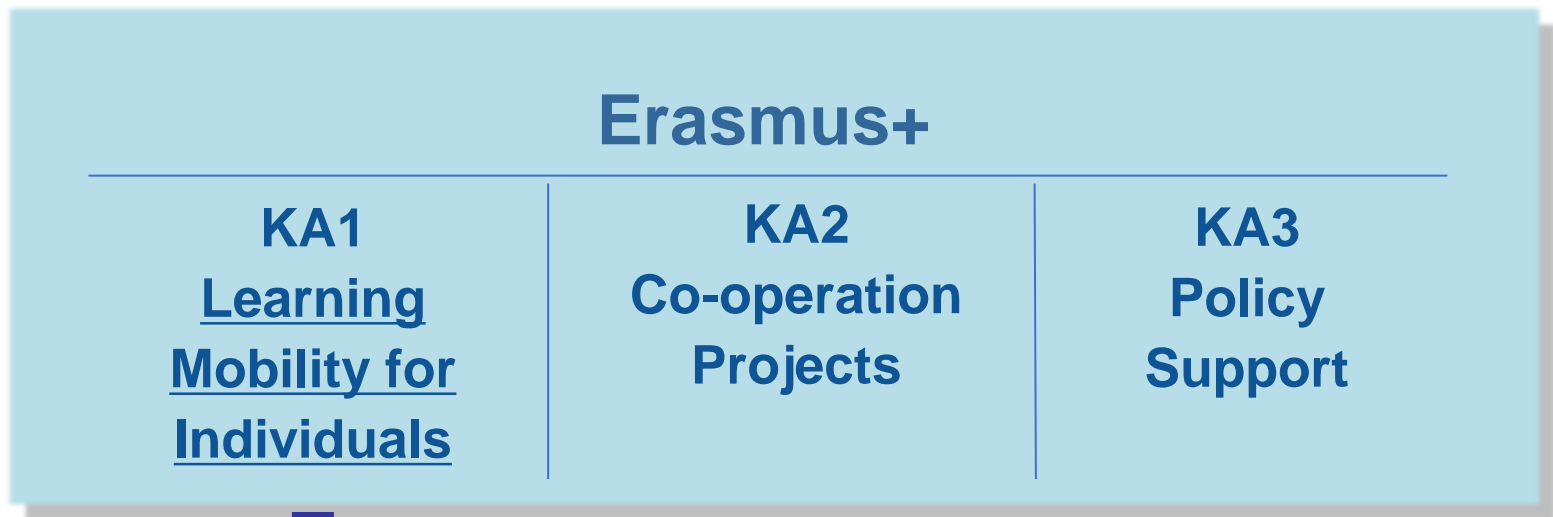 Erasmus+
KA1
Learning
Mobility for
Individuals
KA2
Co-operation
Projects
KA3
Policy
Support